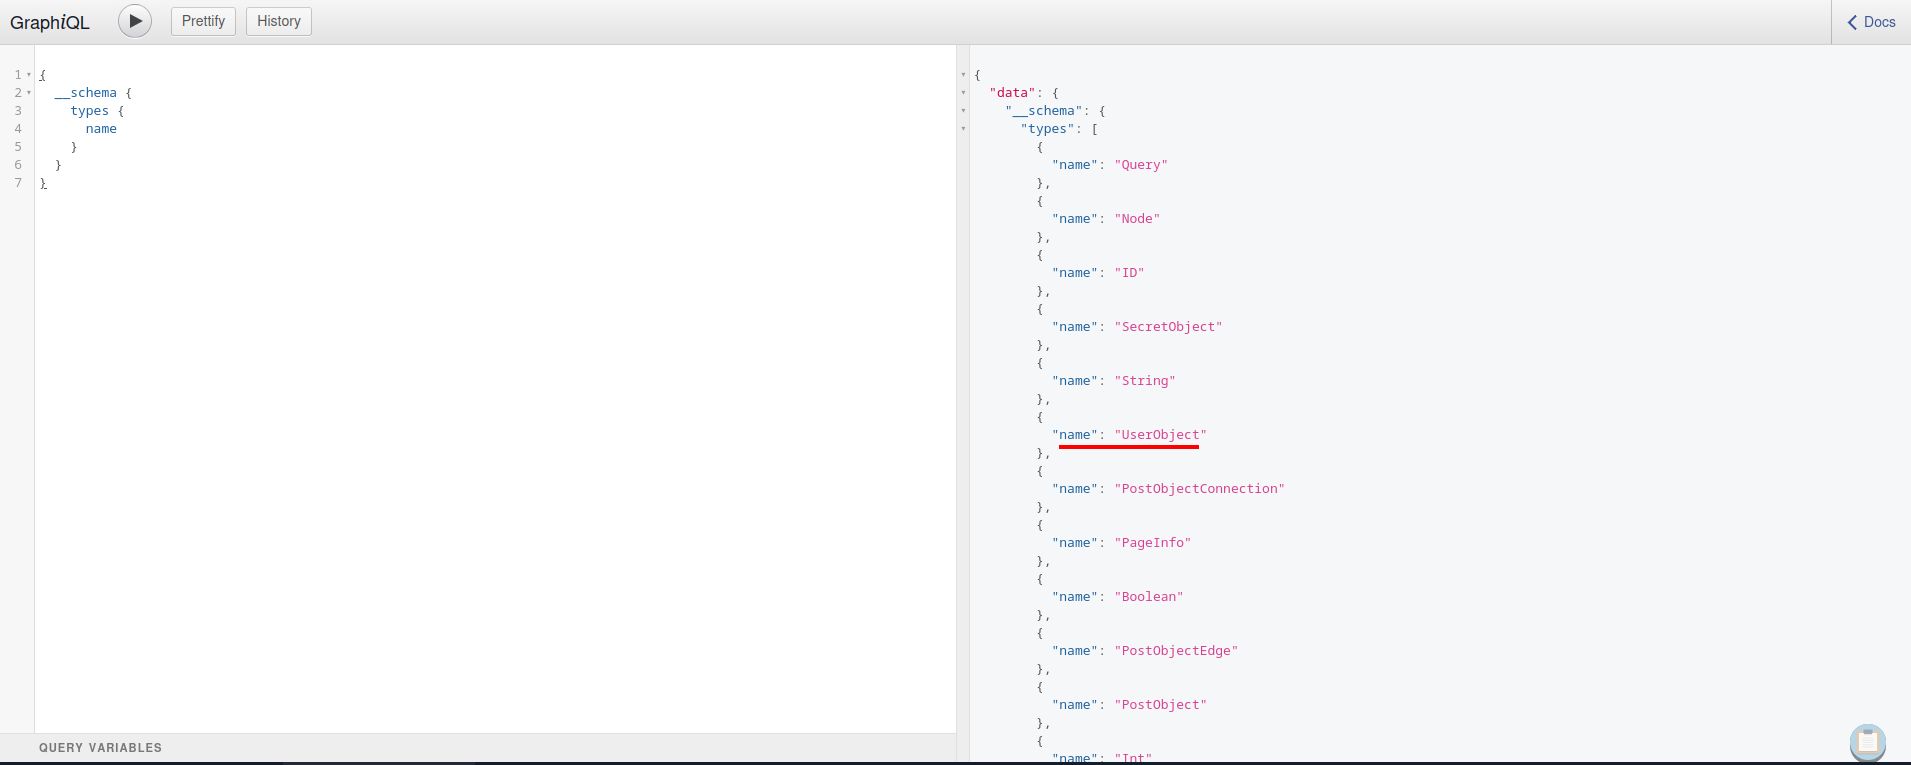 GraphiQL
Prettify
History
Docs
1 {
2 __schema {
3 types {
4 name
5 }
6 }
7 }
QUERY VARIABLES
{
"data": {
"__schema": {
"types": [
{
"name": "Query"
},
{
"name": "Node"
},
{
"name": "ID"
},
{
"name": "SecretObject"
},
{
"name": "String"
},
{
"name": "UserObject"
},
{
"name": "PostObjectConnection"
},
{
"name": "PageInfo"
},
{
"name": "Boolean"
},
{
"name": "PostObjectEdge"
},
{
"name": "PostObject"
},
{
"name": "Int"